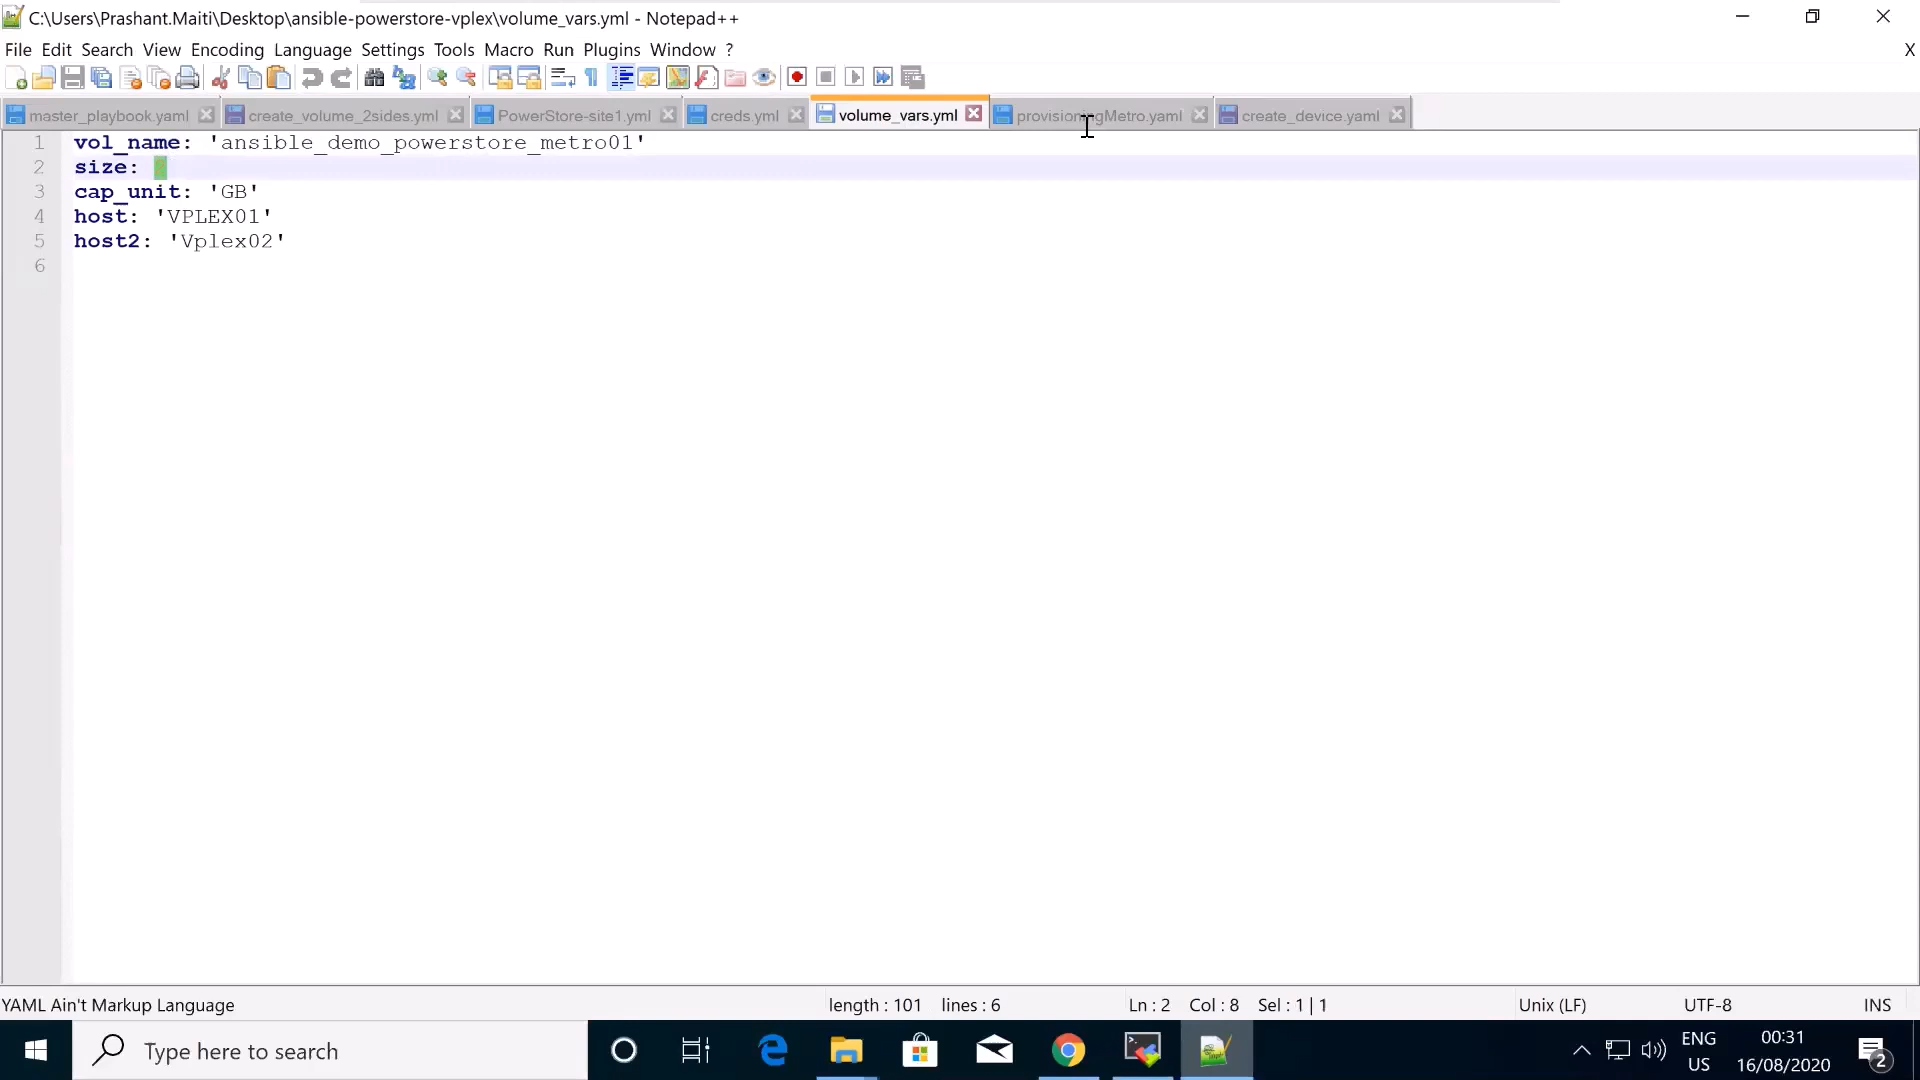 C:\Users\Prashant.Maiti\Desktop\ansible-powerstore-vplex\volume_vars.yml - Notepad++
File Edit Search View Encoding Language Settings Tools Macro Run Plugins Window ? X
master_playbook.yaml create_volume_2sides.yml PowerStore-site1.yml creds.yml volume_vars.yml provisioningMetro.yaml create_device.yaml
1 vol_name: 'ansible_demo_powerstore_metro01'
2 size:
3 cap_unit: 'GB'
4 host: 'VPLEX01'
5 host2: 'Vplex02'
6
YAML Ain't Markup Language length : 101 lines : 6 Ln : 2 Col : 8 Sel : 1 | 1 Unix (LF) UTF-8 INS
Type here to search
ENG
US
00:31
16/08/2020
2